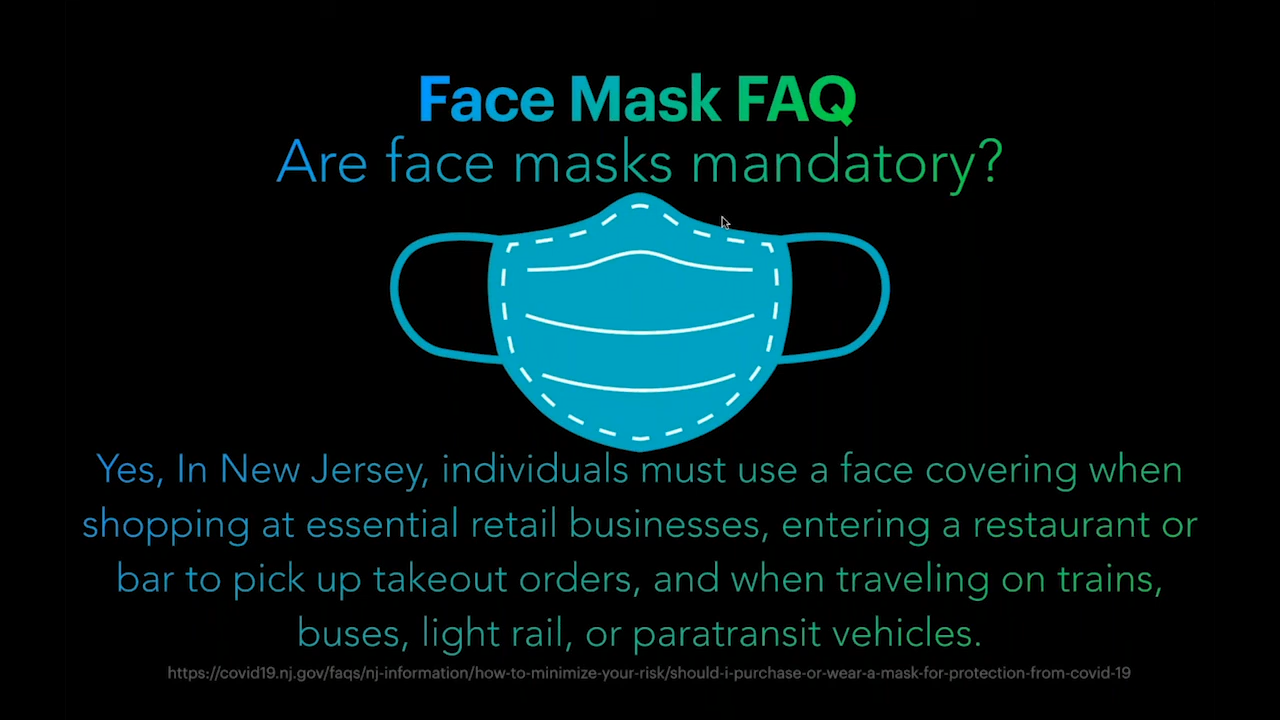 Face Mask FAQ
Are face masks mandatory?
Yes, In New Jersey, individuals must use a face covering when
shopping at essential retail businesses, entering a restaurant or
bar to pick up takeout orders, and when traveling on trains,
buses, light rail, or paratransit vehicles.
https://covid19.nj.gov/faqs/nj-information/how-to-minimize-your-risk/should-i-purchase-or-wear-a-mask-for-protection-from-covid-19